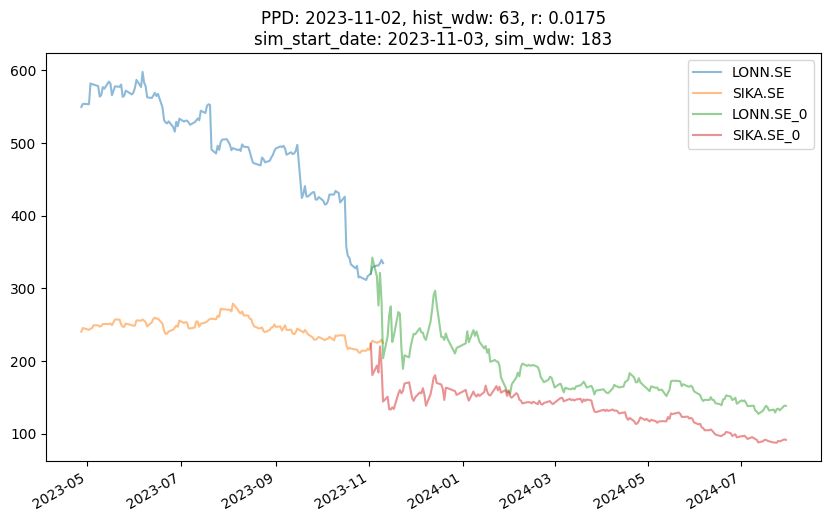 PPD: 2023-11-02, hist_wdw: 63, r: 0.0175
sim_start_date: 2023-11-03, sim_wdw: 183
600
500
400
300
200
100
LONN.SE
SIKA.SE
LONN.SE_0
SIKA.SE_0
2023-05
2023-07
2023-09
2023-11
2024-01
2024-03
2024-05
2024-07